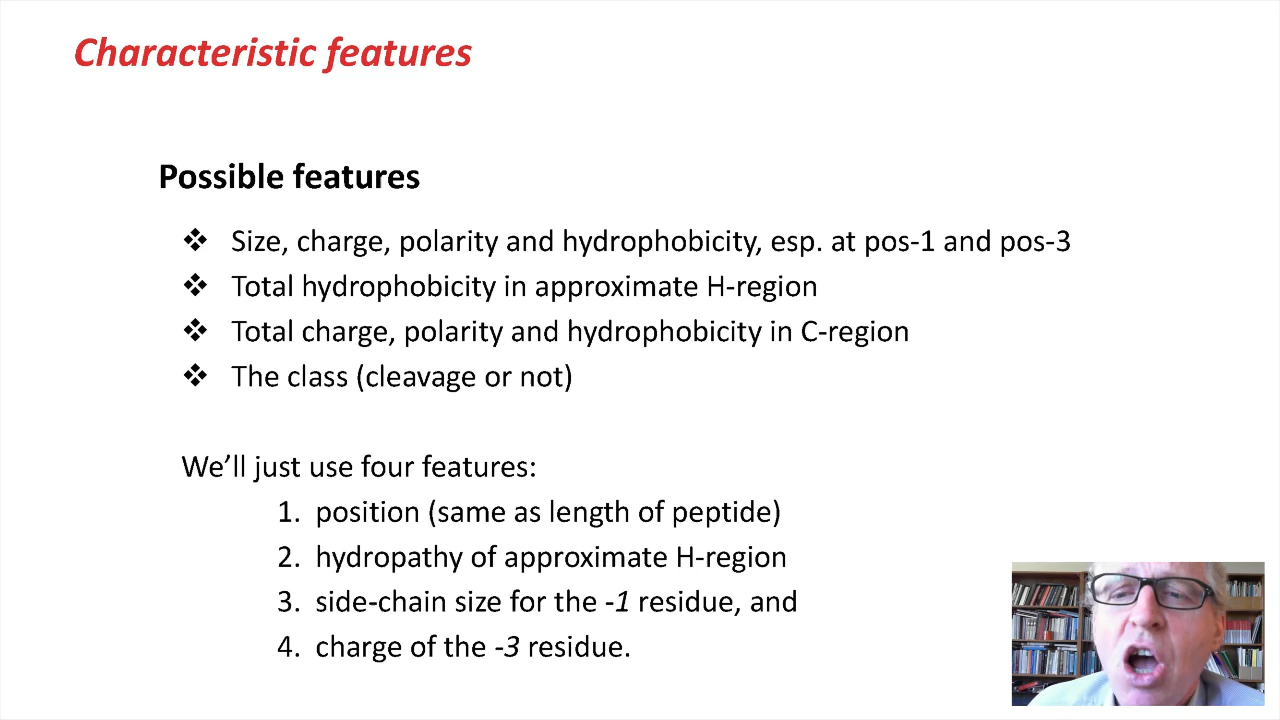 Characteristic features
Possible features
❖ Size, charge, polarity and hydrophobicity, esp. at pos-1 and pos-3
❖ Total hydrophobicity in approximate H-region
❖ Total charge, polarity and hydrophobicity in C-region
❖ The class (cleavage or not)
We’ll just use four features:
1. position (same as length of peptide)
2. hydropathy of approximate H-region
3. side-chain size for the -1 residue, and
4. charge of the -3 residue.